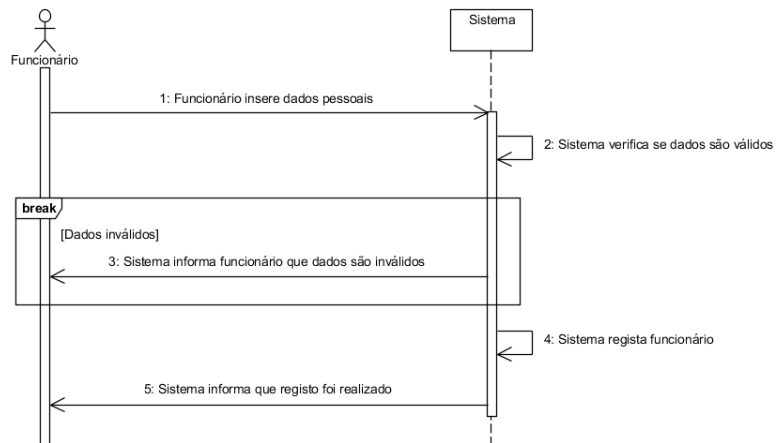 Sistema
Funcionário
1: Funcionário insere dados pessoais
2: Sistema verifica se dados são válidos
break
[Dados inválidos]
3: Sistema informa funcionário que dados são inválidos
4: Sistema regista funcionário
5: Sistema informa que registo foi realizado